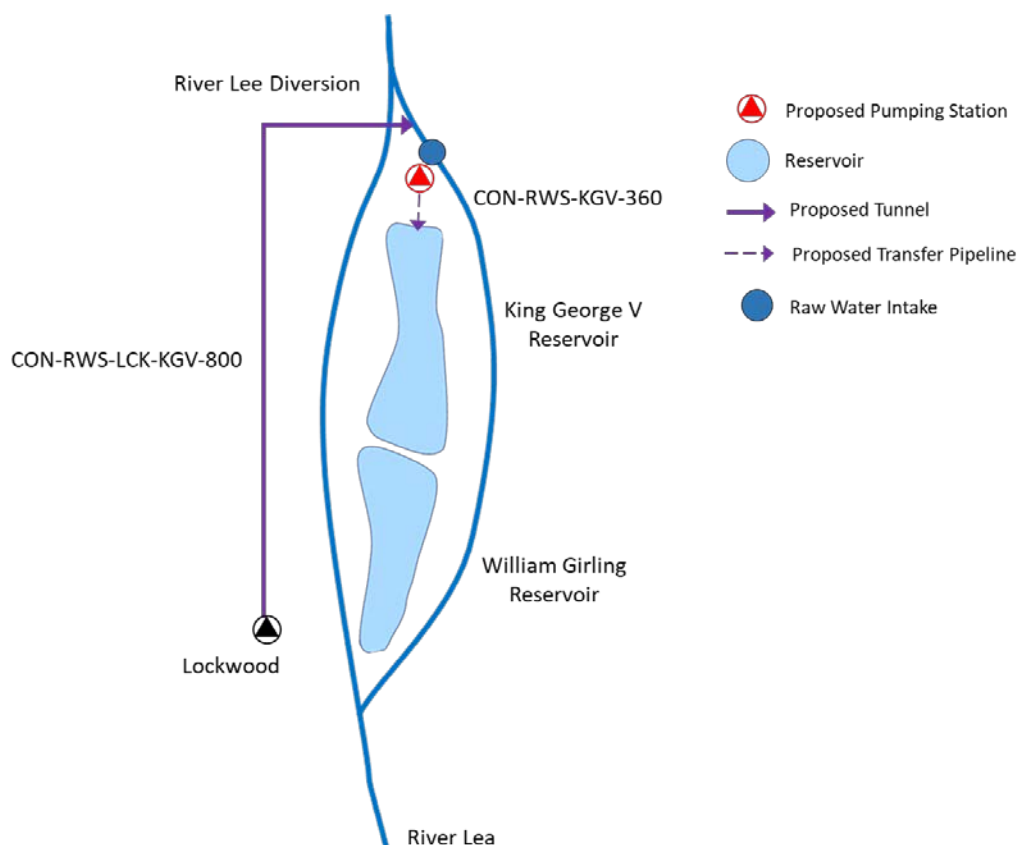 River Lee Diversion
CON-RWS-KGV-360
King George V
Reservoir
CON-RWS-LCK-KGV-800
William Girling
Reservoir
Lockwood
River Lea
Proposed Pumping Station
Reservoir
Proposed Tunnel
Proposed Transfer Pipeline
Raw Water Intake